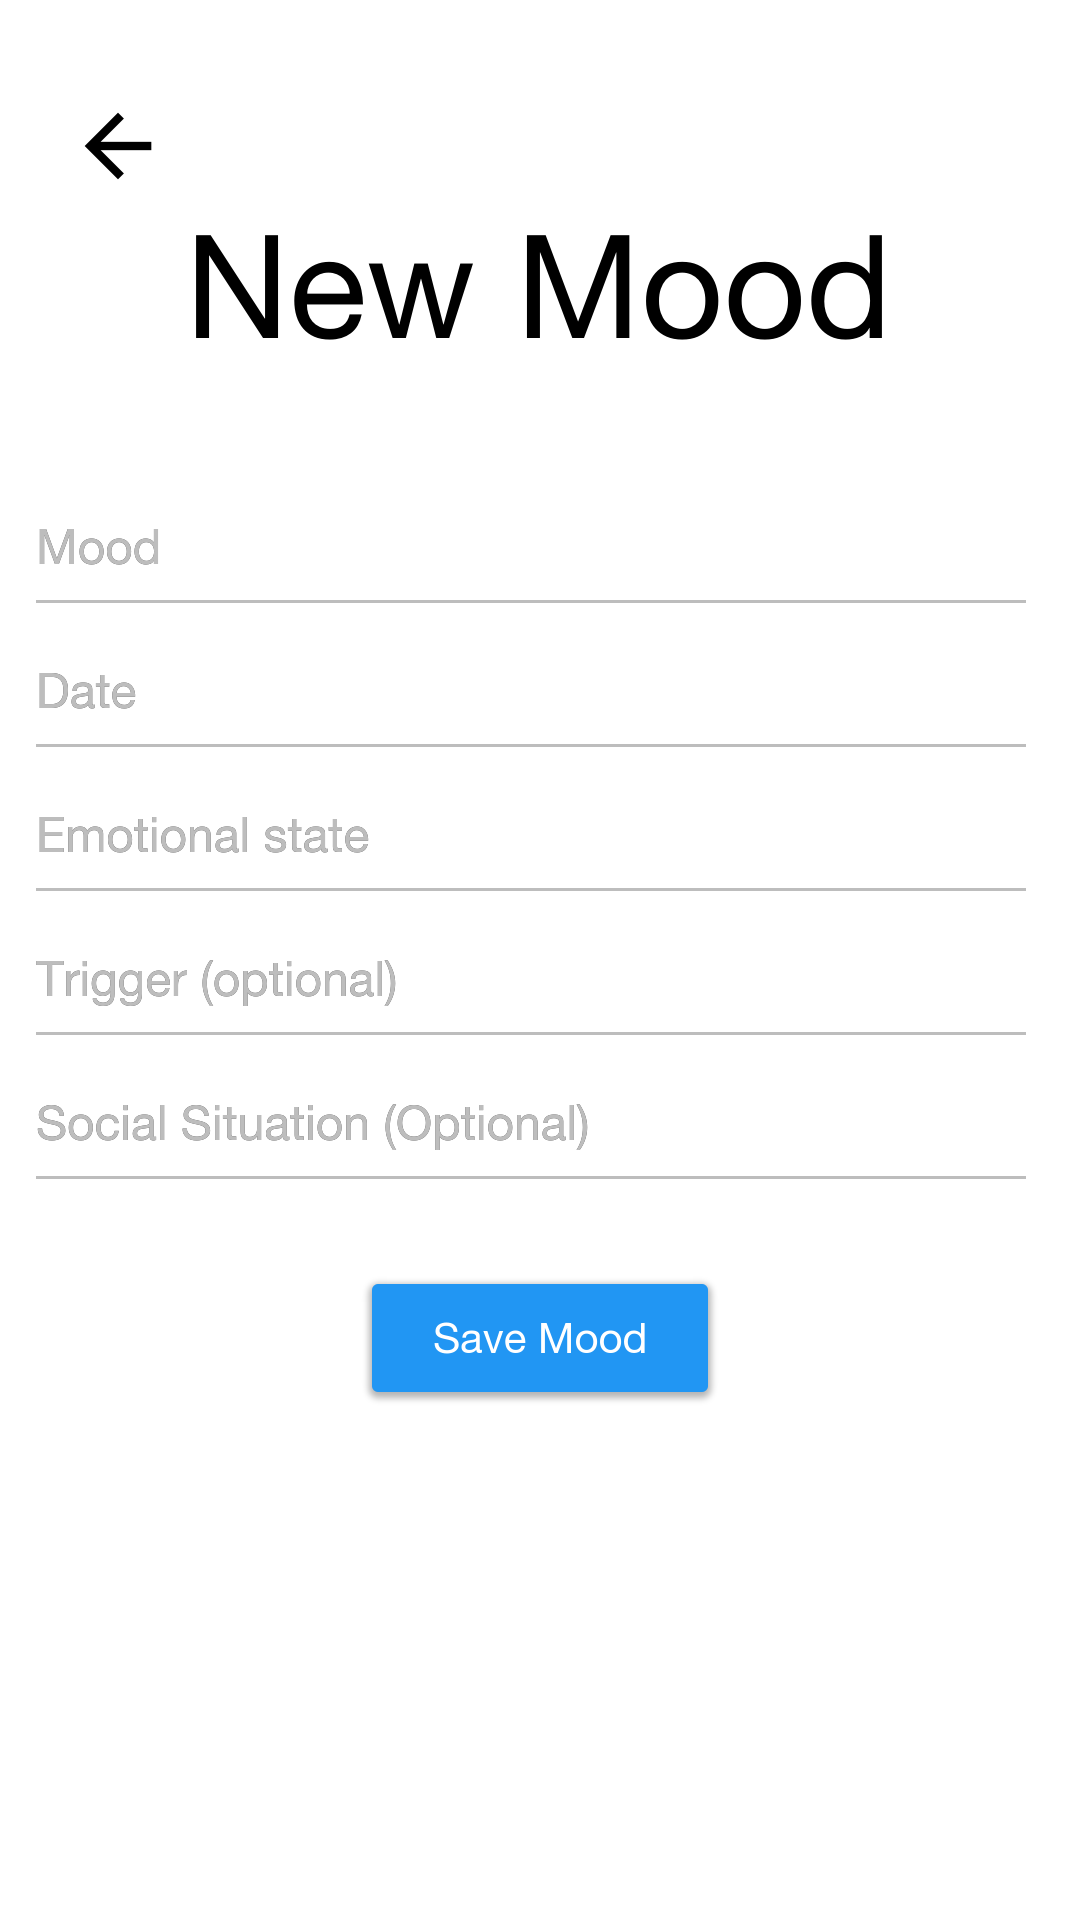 New Mood
Mood
Date
Emotional state
Trigger (optional)
Social Situation (Optional)
Save Mood